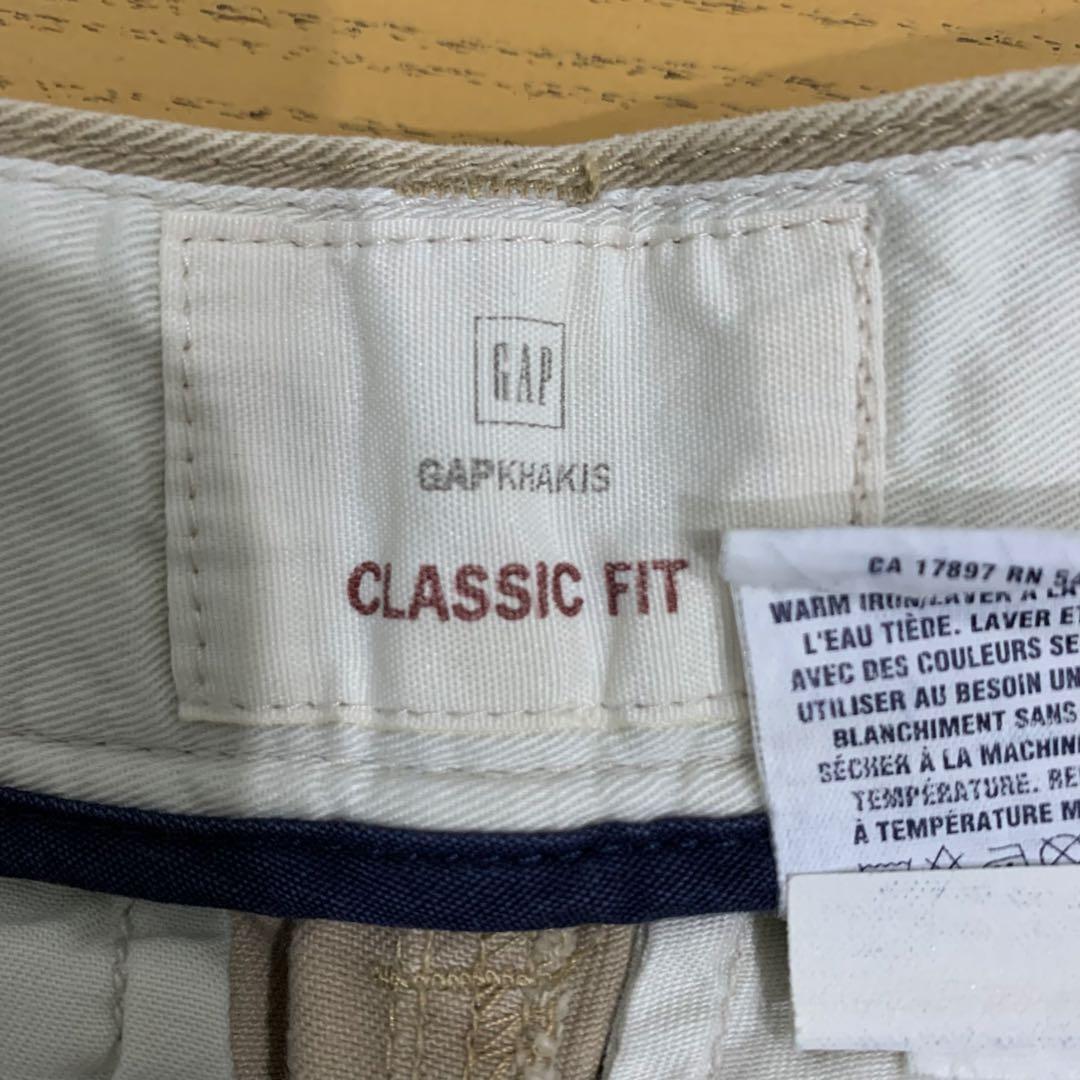 GAP
GAPKHAKIS
CLASSIC FIT
CA 17897 RN
WARM IRON/LAVER À
L'EAU TIÈDE. LAVER
AVEC DES COULEURS
UTILISER AU BESOIN
BLANCHIMENT SANS
SÉCHER À LA
TEMPÉRATURE.
À TEMPÉRATURE